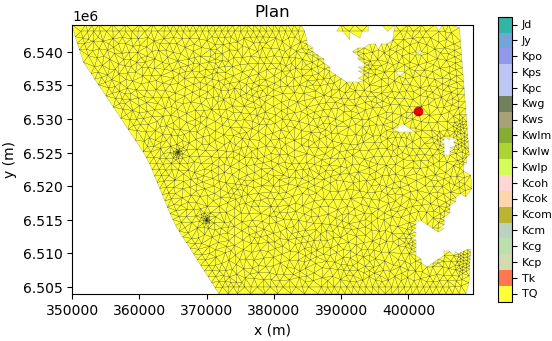 Plan
1e6
6.540
6.535
6.530
6.525
6.520
6.515
6.510
6.505
350000 360000 370000 380000 390000 400000
x (m)
y (m)
Jd
Jy
Kpo
Kps
Kpc
Kwg
Kws
Kwlm
Kwlw
Kwlp
Kcoh
Kcok
Kcom
Kcm
Kcg
Kcp
Tk
TQ